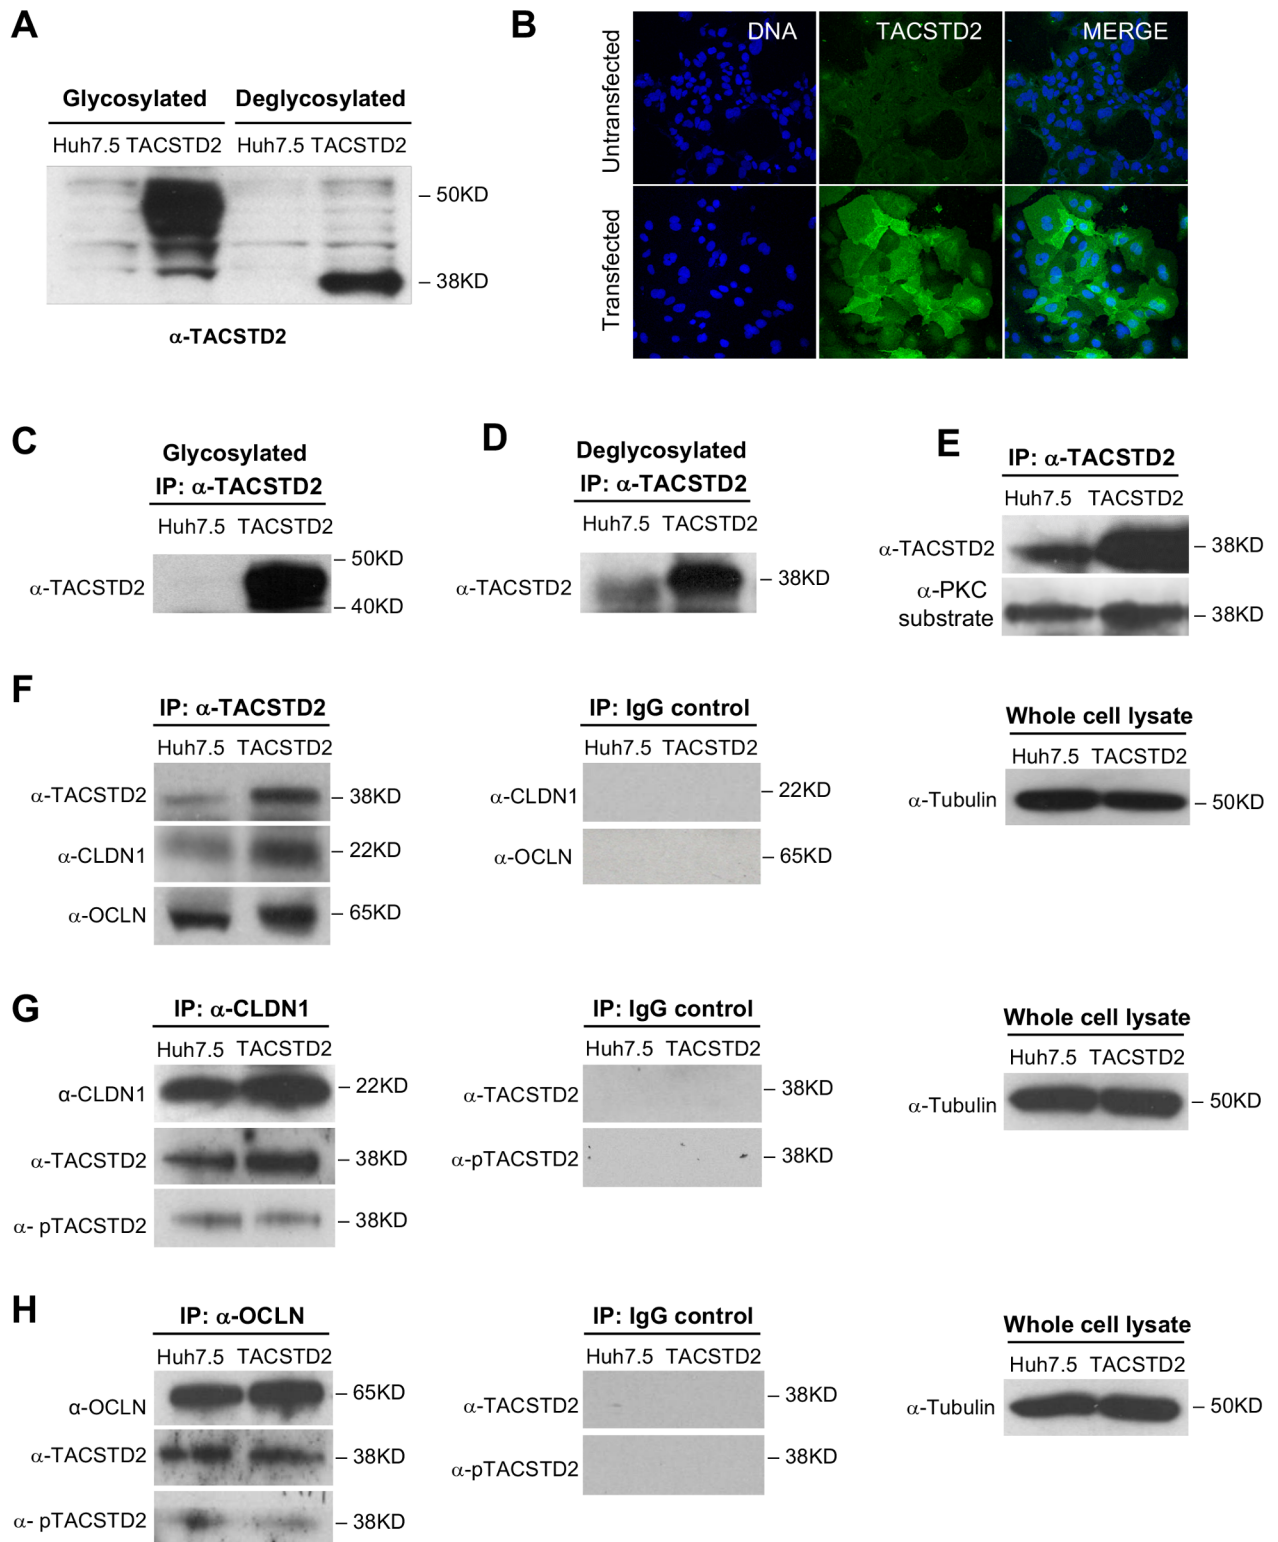 A
Glycosylated Deglycosylated
Huh7.5 TACSTD2 Huh7.5 TACSTD2
– 50KD
– 38KD
α-TACSTD2
B
DNA TACSTD2 MERGE
Untransfected
Transfected
C
Glycosylated
IP: α-TACSTD2
Huh7.5 TACSTD2
α-TACSTD2
– 50KD
– 40KD
D
Deglycosylated
IP: α-TACSTD2
Huh7.5 TACSTD2
α-TACSTD2 – 38KD
E
IP: α-TACSTD2
Huh7.5 TACSTD2
α-TACSTD2 – 38KD
α-PKC
substrate – 38KD
F
IP: α-TACSTD2
Huh7.5 TACSTD2
α-TACSTD2 – 38KD
α-CLDN1 – 22KD
α-OCLN – 65KD
IP: IgG control
Huh7.5 TACSTD2
α-CLDN1 – 22KD
α-OCLN – 65KD
Whole cell lysate
Huh7.5 TACSTD2
α-Tubulin – 50KD
G
IP: α-CLDN1
Huh7.5 TACSTD2
α-CLDN1 – 22KD
α-TACSTD2 – 38KD
α- pTACSTD2 – 38KD
IP: IgG control
Huh7.5 TACSTD2
α-TACSTD2 – 38KD
α-pTACSTD2 – 38KD
Whole cell lysate
Huh7.5 TACSTD2
α-Tubulin – 50KD
H
IP: α-OCLN
Huh7.5 TACSTD2
α-OCLN – 65KD
α-TACSTD2 – 38KD
α- pTACSTD2 – 38KD
IP: IgG control
Huh7.5 TACSTD2
α-TACSTD2 – 38KD
α-pTACSTD2 – 38KD
Whole cell lysate
Huh7.5 TACSTD2
α-Tubulin – 50KD